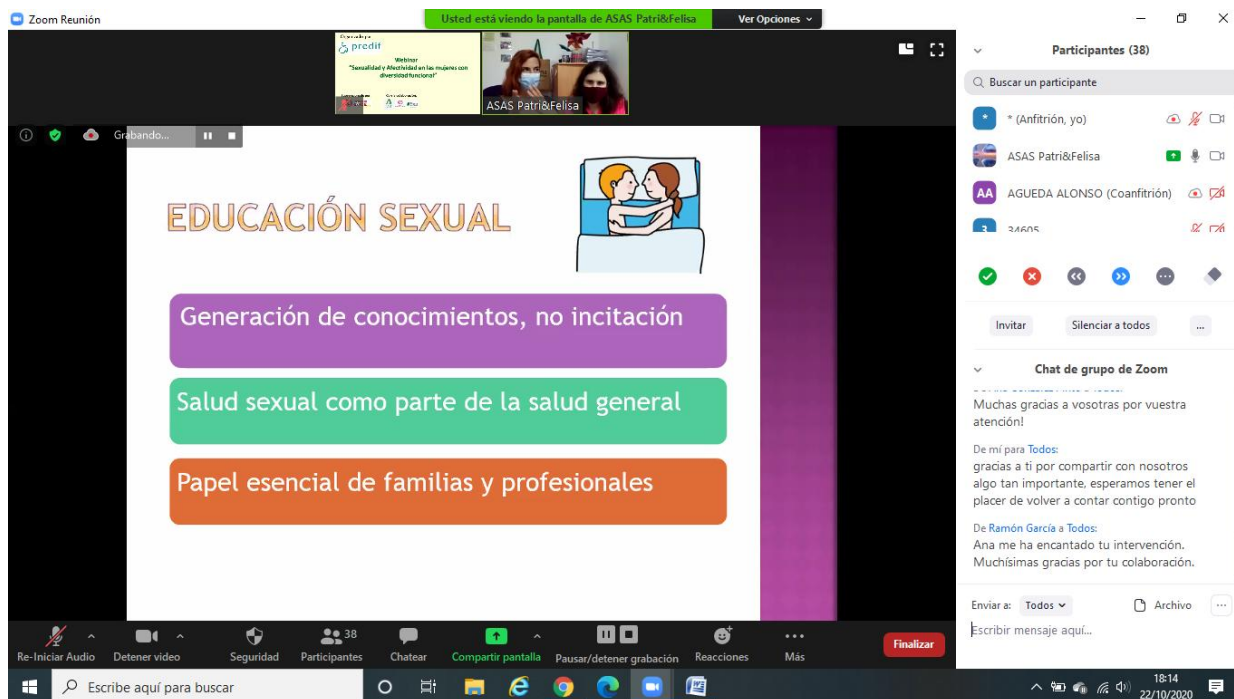 Zoom Reunión
Usted está viendo la pantalla de ASAS Patri&Felisa
Ver Opciones
predif
Webinar
"Sexualidad y Afectividad en las mujeres con
diversidad funcional"
ASAS Patri&Felisa
Grabando...
EDUCACIÓN SEXUAL
Generación de conocimientos, no incitación
Salud sexual como parte de la salud general
Papel esencial de familias y profesionales
Re-Iniciar Audio
Detener video
Seguridad
38
Participantes
Chatear
Compartir pantalla
Pausar/detener grabación
Reacciones
Más
Finalizar
Participantes (38)
Buscar un participante
* * (Anfitrión, yo)
ASAS Patri&Felisa
AA AGUEDA ALONSO (Coanfitrión)
3 34605
Invitar
Silenciar a todos
...
Chat de grupo de Zoom
Muchas gracias a vosotras por vuestra
atención!
De mí para Todos:
gracias a ti por compartir con nosotros
algo tan importante, esperamos tener el
placer de volver a contar contigo pronto
De Ramón García a Todos:
Ana me ha encantado tu intervención.
Muchísimas gracias por tu colaboración.
Enviar a: Todos
Archivo
...
Escribir mensaje aquí...
Escribe aquí para buscar
18:14
22/10/2020